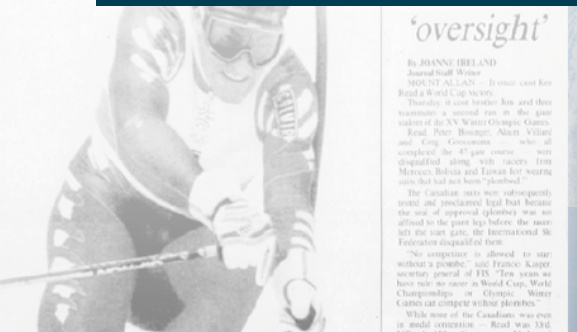 'oversight'
By JOANNE IRELAND
Journal Staff Writer
MOUNT ALLAN — It once cost Ken
Read a World Cup victory.
Thursday it cost brother Jim and three
teammates a second run in the giant
slalom of the XV Winter Olympic Games.
Read, Peter Bosinger, Alain Villiard
and Greg Grossmann — who all
completed the 47-gate course — were
disqualified along with racers from
Morocco, Bolivia and Taiwan for wearing
suits that had not been "plombed."
The Canadian suits were subsequently
tested and proclaimed legal but because
the seal of approval (plombe) was not
affixed to the pant legs before the racers
left the start gate, the International Ski
Federation disqualified them.
"No competitor is allowed to start
without a plombe," said Francis Kasper,
secretary general of FIS. "Ten years we
have rule no racer in World Cup, World
Championships or Olympic Winter
Games can compete without plombes."
While none of the Canadians was even
in medal contention — Read was 33rd,